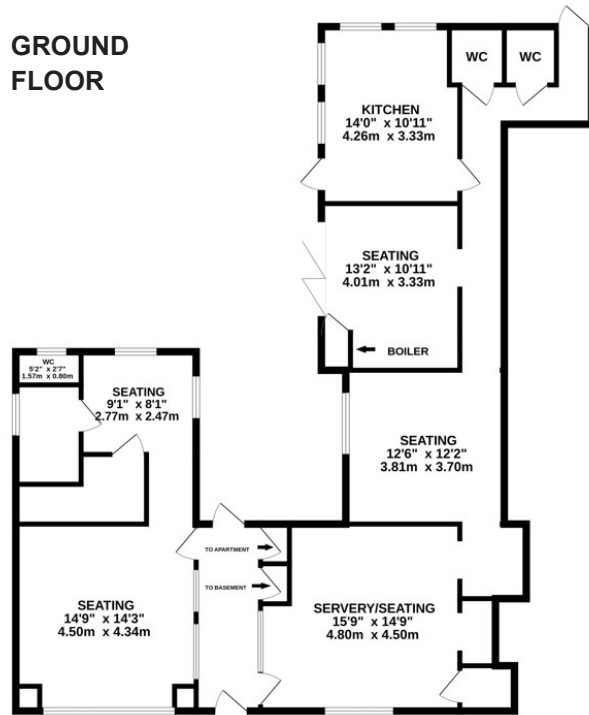 GROUND
FLOOR
WC
WC
KITCHEN
14'0" x 10'11"
4.26m x 3.33m
SEATING
13'2" x 10'11"
4.01m x 3.33m
BOILER
WC
5'2" x 2'7"
1.57m x 0.80m
SEATING
9'1" x 8'1"
2.77m x 2.47m
SEATING
12'6" x 12'2"
3.81m x 3.70m
TO APARTMENT
TO BASEMENT
SEATING
14'9" x 14'3"
4.50m x 4.34m
SERVERY/SEATING
15'9" x 14'9"
4.80m x 4.50m